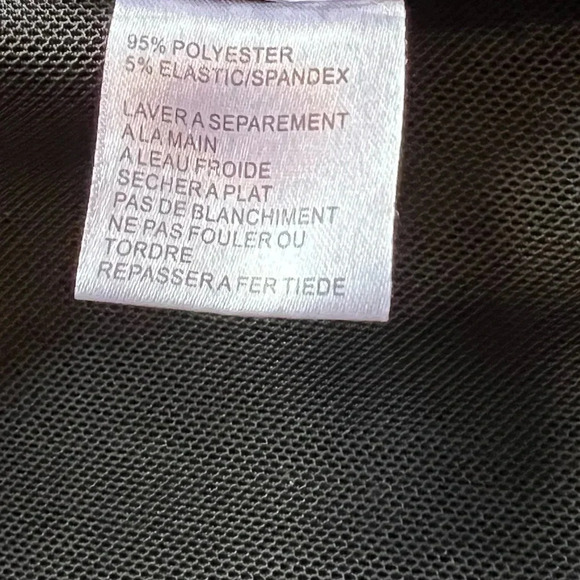 95% POLYESTER
5% ELASTIC/SPANDEX
LAVER A SEPAREMENT
A LA MAIN
A LEAU FROIDE
SECHER A PLAT
PAS DE BLANCHIMENT
NE PAS FOULER OU
TORDRE
REPASSER A FER TIEDE